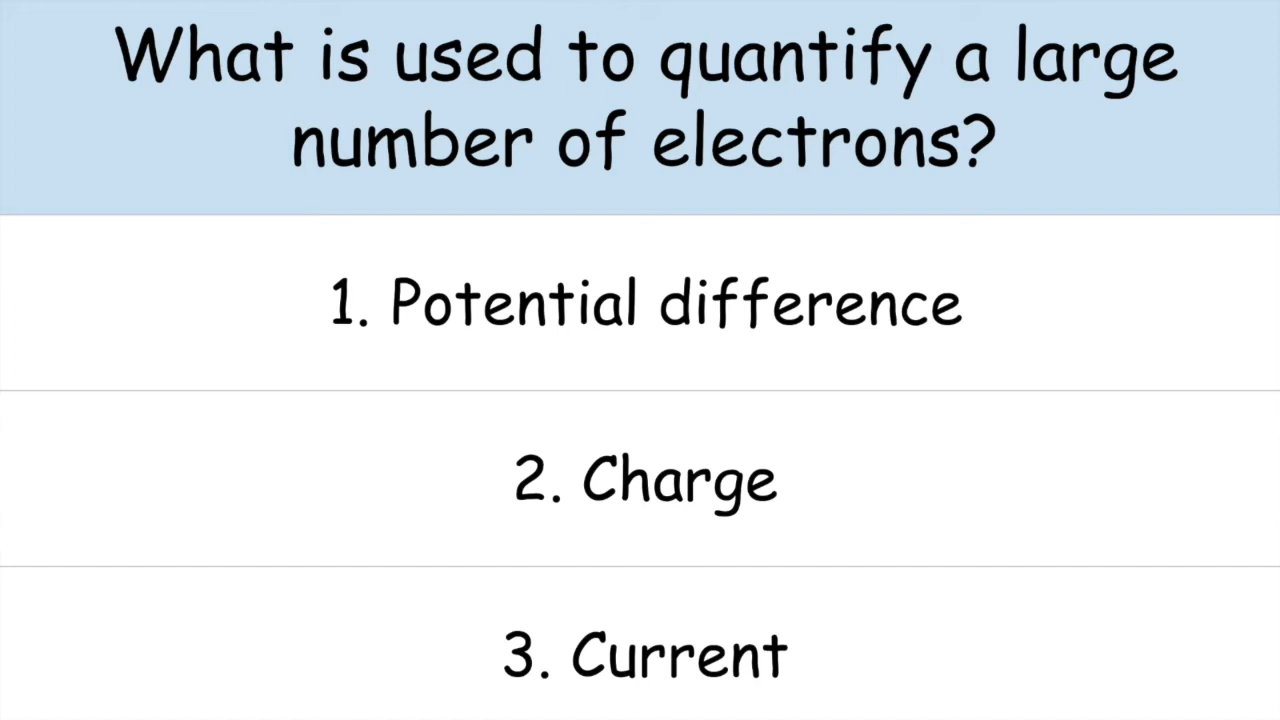 What is used to quantify a large
number of electrons?
1. Potential difference
2. Charge
3. Current